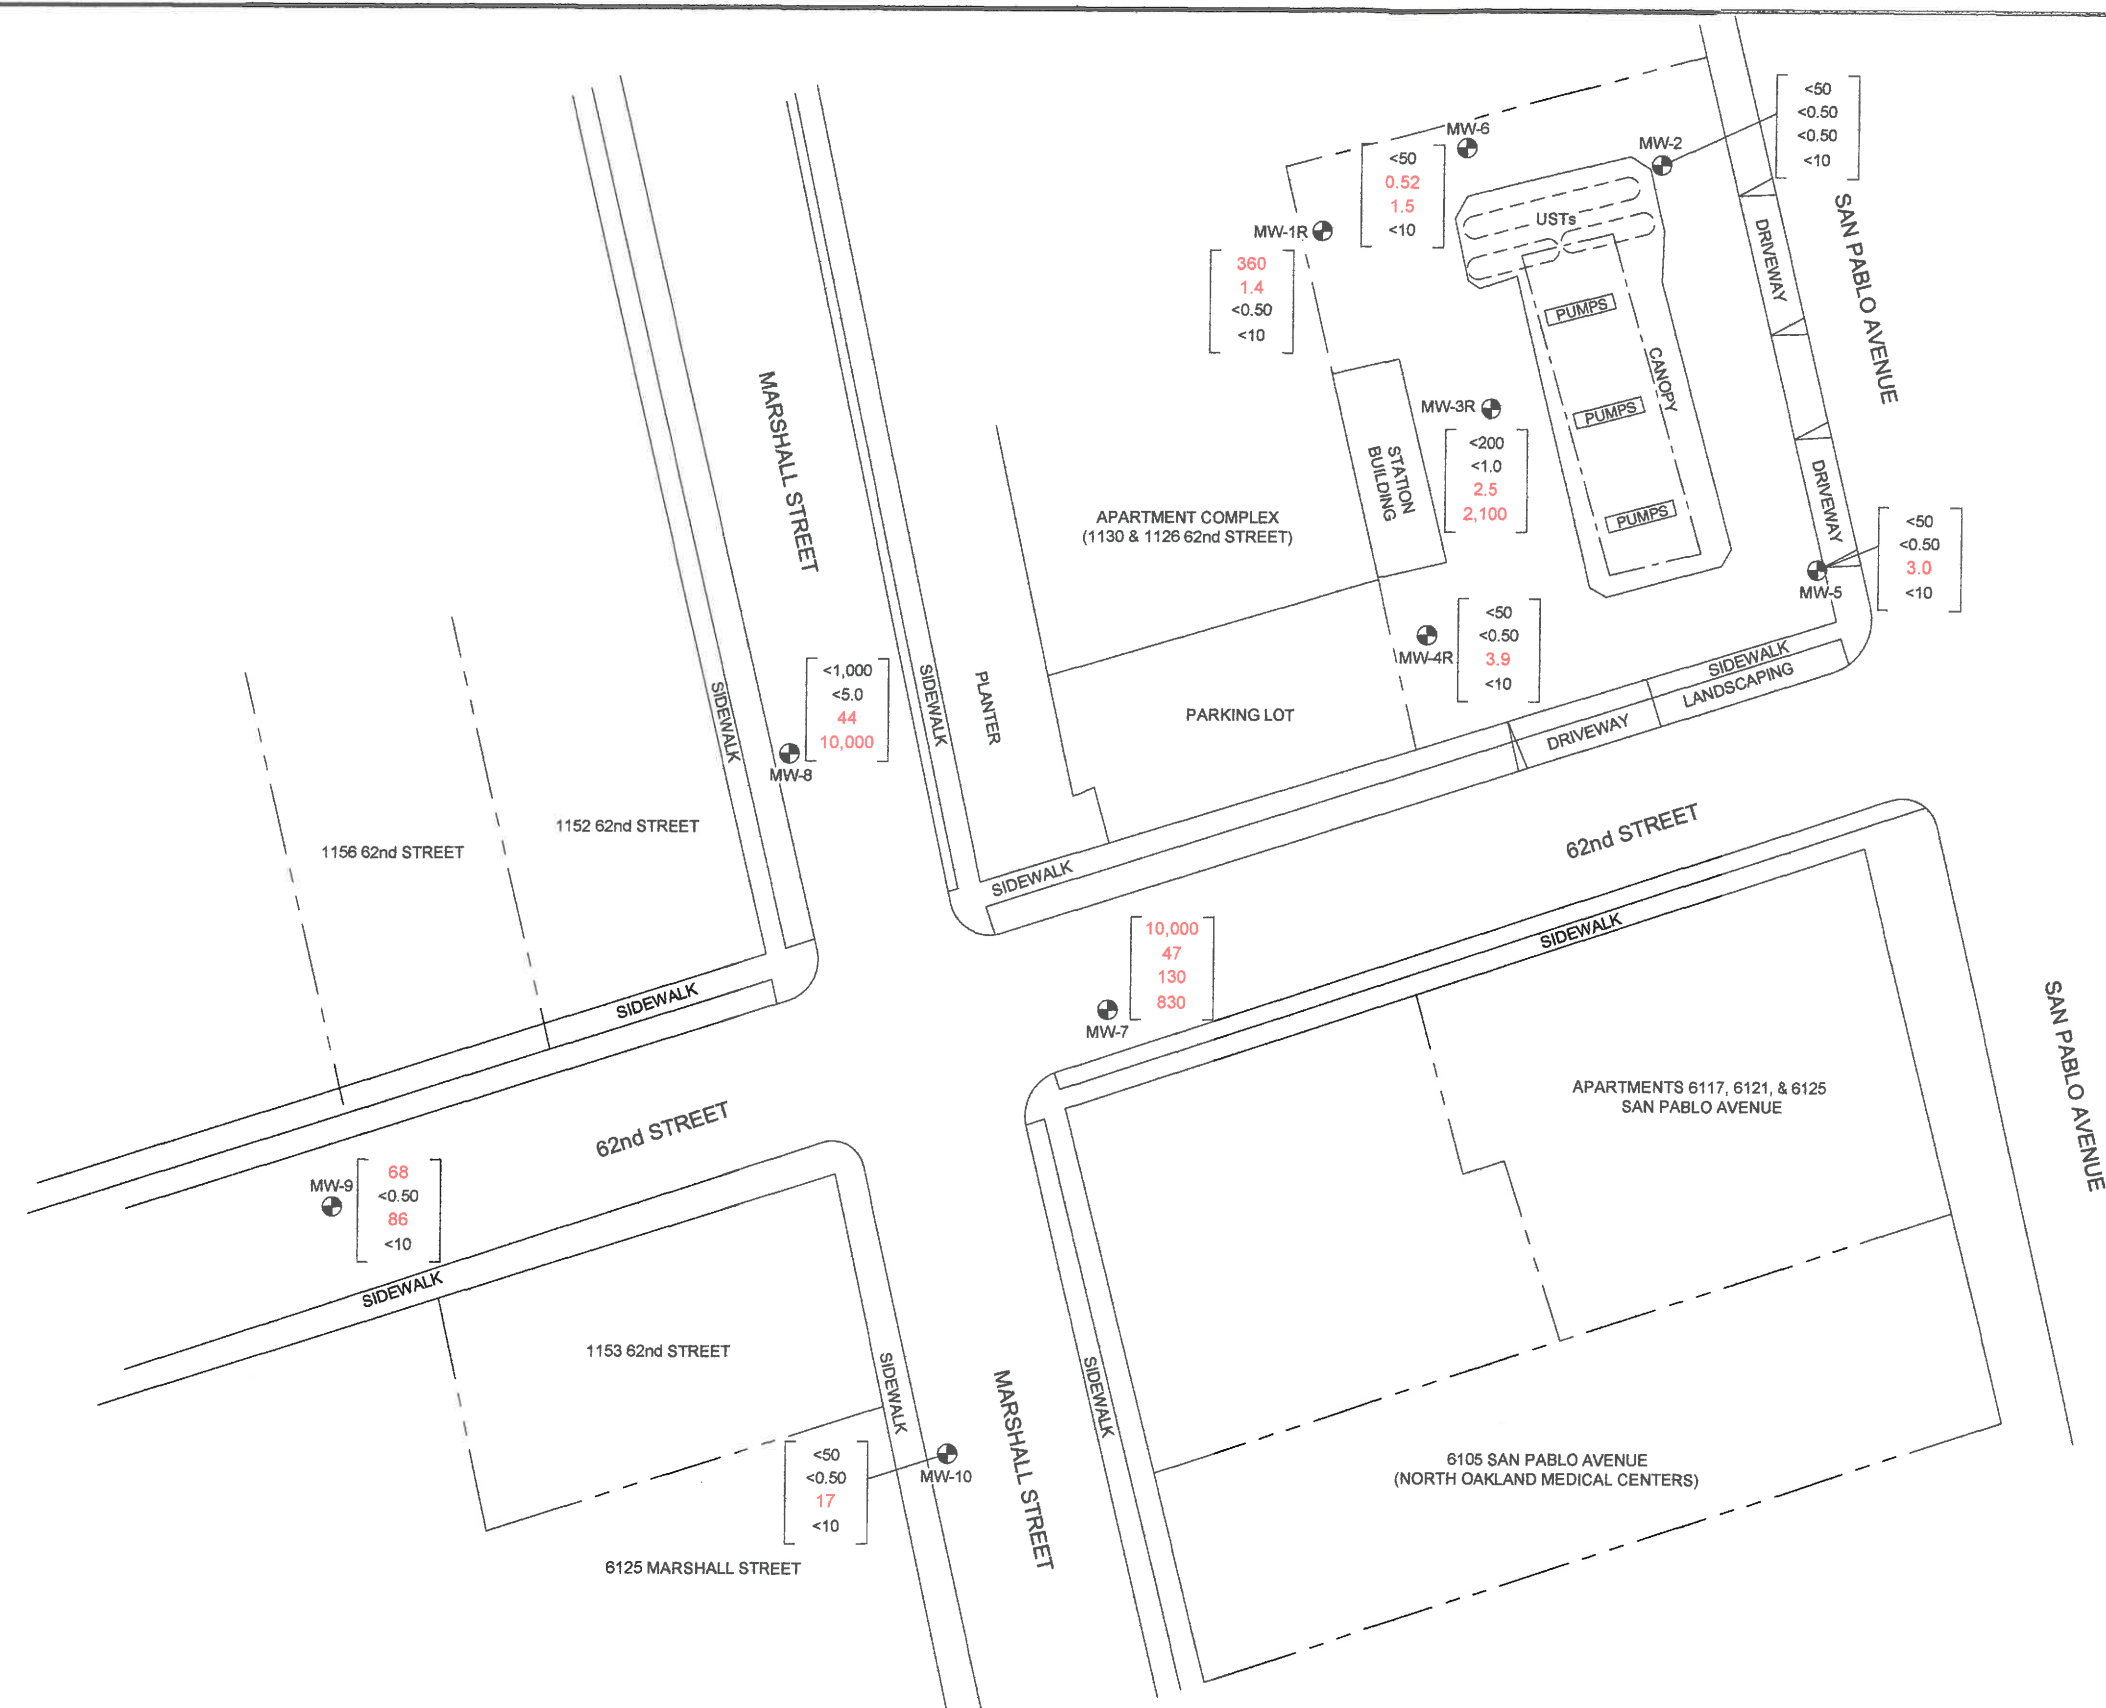 <50
<0.50
<0.50
<10
MW-2
MW-6
<50
0.52
1.5
<10
MW-1R
360
1.4
<0.50
<10
USTs
PUMPS
PUMPS
PUMPS
CANOPY
DRIVEWAY
SAN PABLO AVENUE
MW-3R
<200
<1.0
2.5
2,100
STATION
BUILDING
DRIVEWAY
<50
<0.50
3.0
<10
MW-5
MARSHALL STREET
APARTMENT COMPLEX
(1130 & 1126 62nd STREET)
MW-4R
<50
<0.50
3.9
<10
SIDEWALK
LANDSCAPING
DRIVEWAY
PARKING LOT
PLANTER
SIDEWALK
SIDEWALK
<1,000
<5.0
44
10,000
MW-8
1152 62nd STREET
1156 62nd STREET
62nd STREET
SIDEWALK
SIDEWALK
10,000
47
130
830
MW-7
SIDEWALK
SAN PABLO AVENUE
APARTMENTS 6117, 6121, & 6125
SAN PABLO AVENUE
62nd STREET
MW-9
68
<0.50
86
<10
SIDEWALK
1153 62nd STREET
SIDEWALK
SIDEWALK
MARSHALL STREET
<50
<0.50
17
<10
MW-10
6105 SAN PABLO AVENUE
(NORTH OAKLAND MEDICAL CENTERS)
6125 MARSHALL STREET